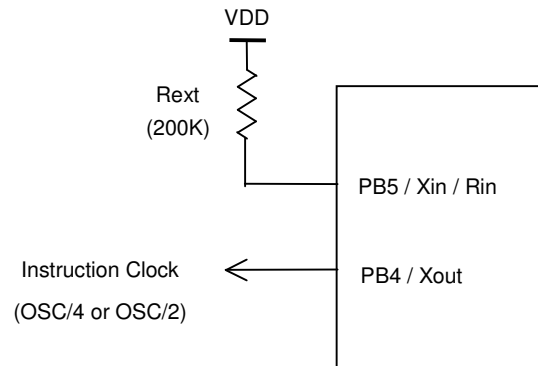 VDD
Rext
(200K)
PB5 / Xin / Rin
Instruction Clock
PB4 / Xout
(OSC/4 or OSC/2)